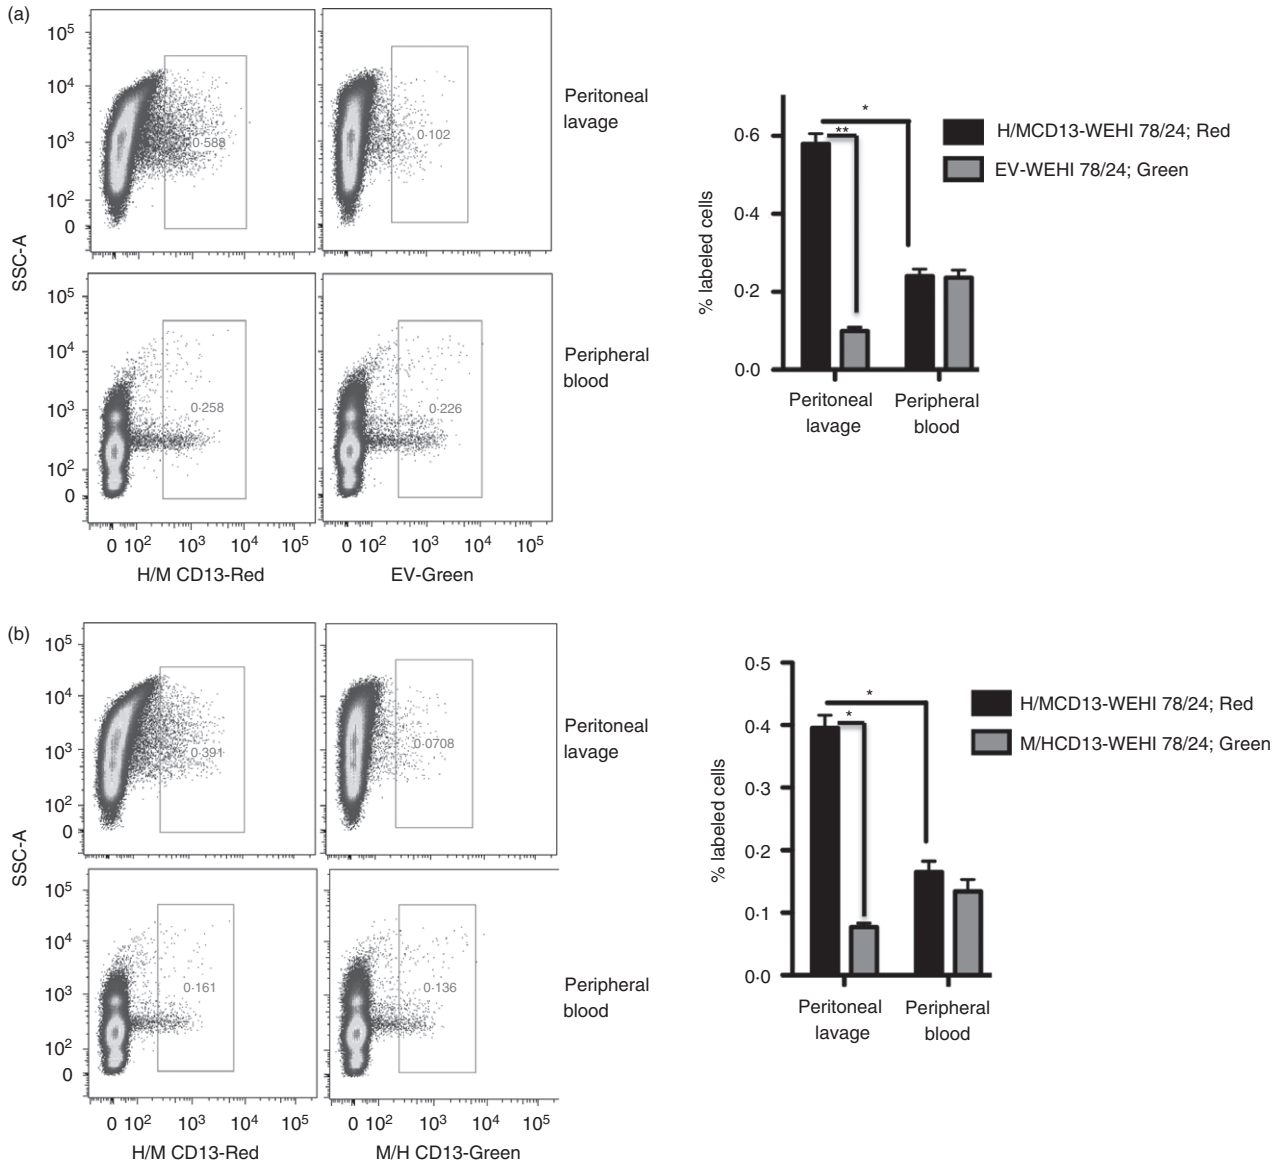 (a)
10⁵
10⁴
10³
10²
0
0·588
0·102
Peritoneal
lavage
SSC-A
10⁵
10⁴
10³
10²
0
0·258
0·226
Peripheral
blood
0 10² 10³ 10⁴ 10⁵
0 10² 10³ 10⁴ 10⁵
H/M CD13-Red
EV-Green
% labeled cells
0·6
0·4
0·2
0·0
*
**
Peritoneal
lavage
Peripheral
blood
H/MCD13-WEHI 78/24; Red
EV-WEHI 78/24; Green
(b)
10⁵
10⁴
10³
10²
0
0·391
0·0708
Peritoneal
lavage
SSC-A
10⁵
10⁴
10³
10²
0
0·161
0·136
Peripheral
blood
0 10² 10³ 10⁴ 10⁵
0 10² 10³ 10⁴ 10⁵
H/M CD13-Red
M/H CD13-Green
% labeled cells
0·5
0·4
0·3
0·2
0·1
0·0
*
*
Peritoneal
lavage
Peripheral
blood
H/MCD13-WEHI 78/24; Red
M/HCD13-WEHI 78/24; Green